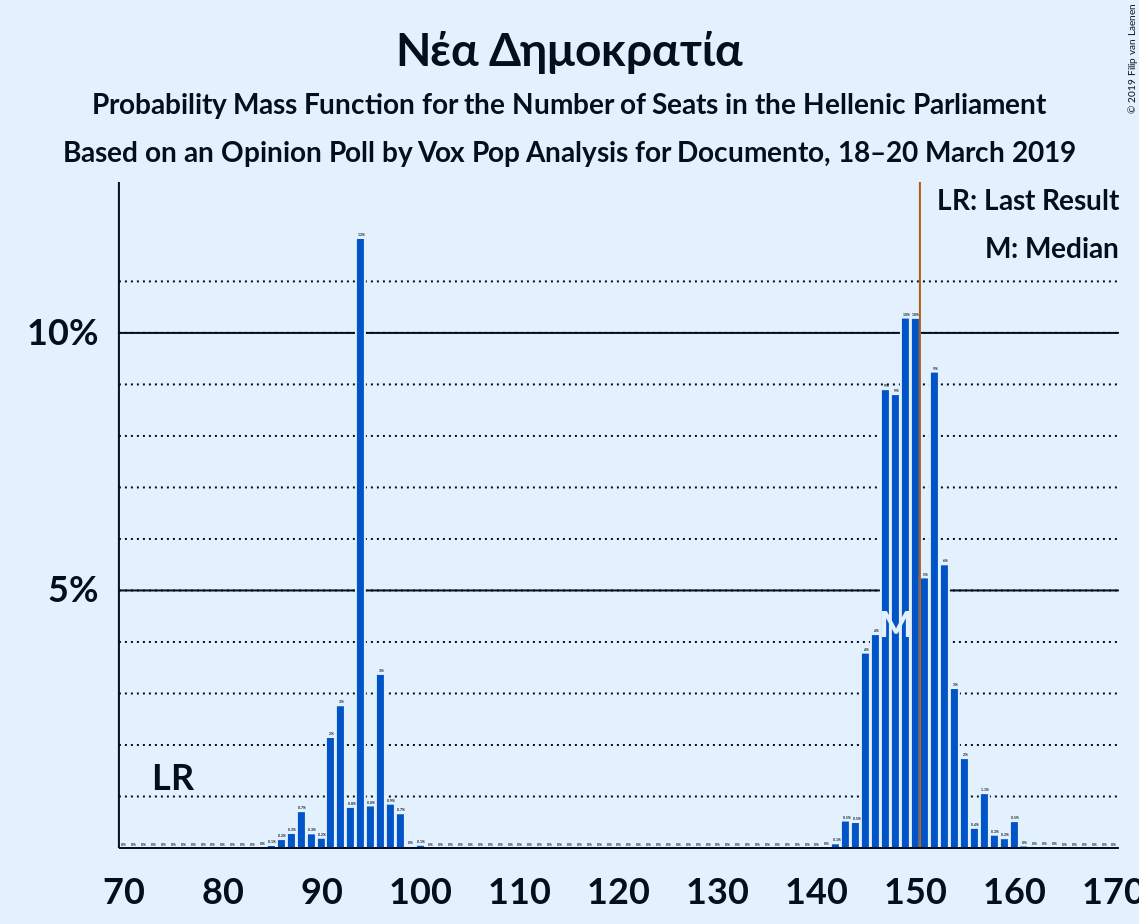 Νέα Δημοκρατία
Probability Mass Function for the Number of Seats in the Hellenic Parliament
Based on an Opinion Poll by Vox Pop Analysis for Documento, 18–20 March 2019
© 2019 Filip van Laenen
LR: Last Result
M: Median
10%
5%
LR
M
70 80 90 100 110 120 130 140 150 160 170